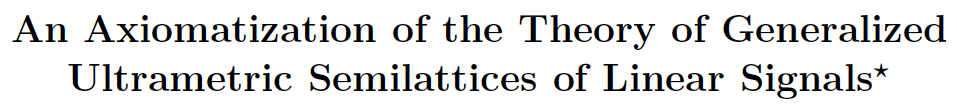 An Axiomatization of the Theory of Generalized
Ultrametric Semilattices of Linear Signals⋆